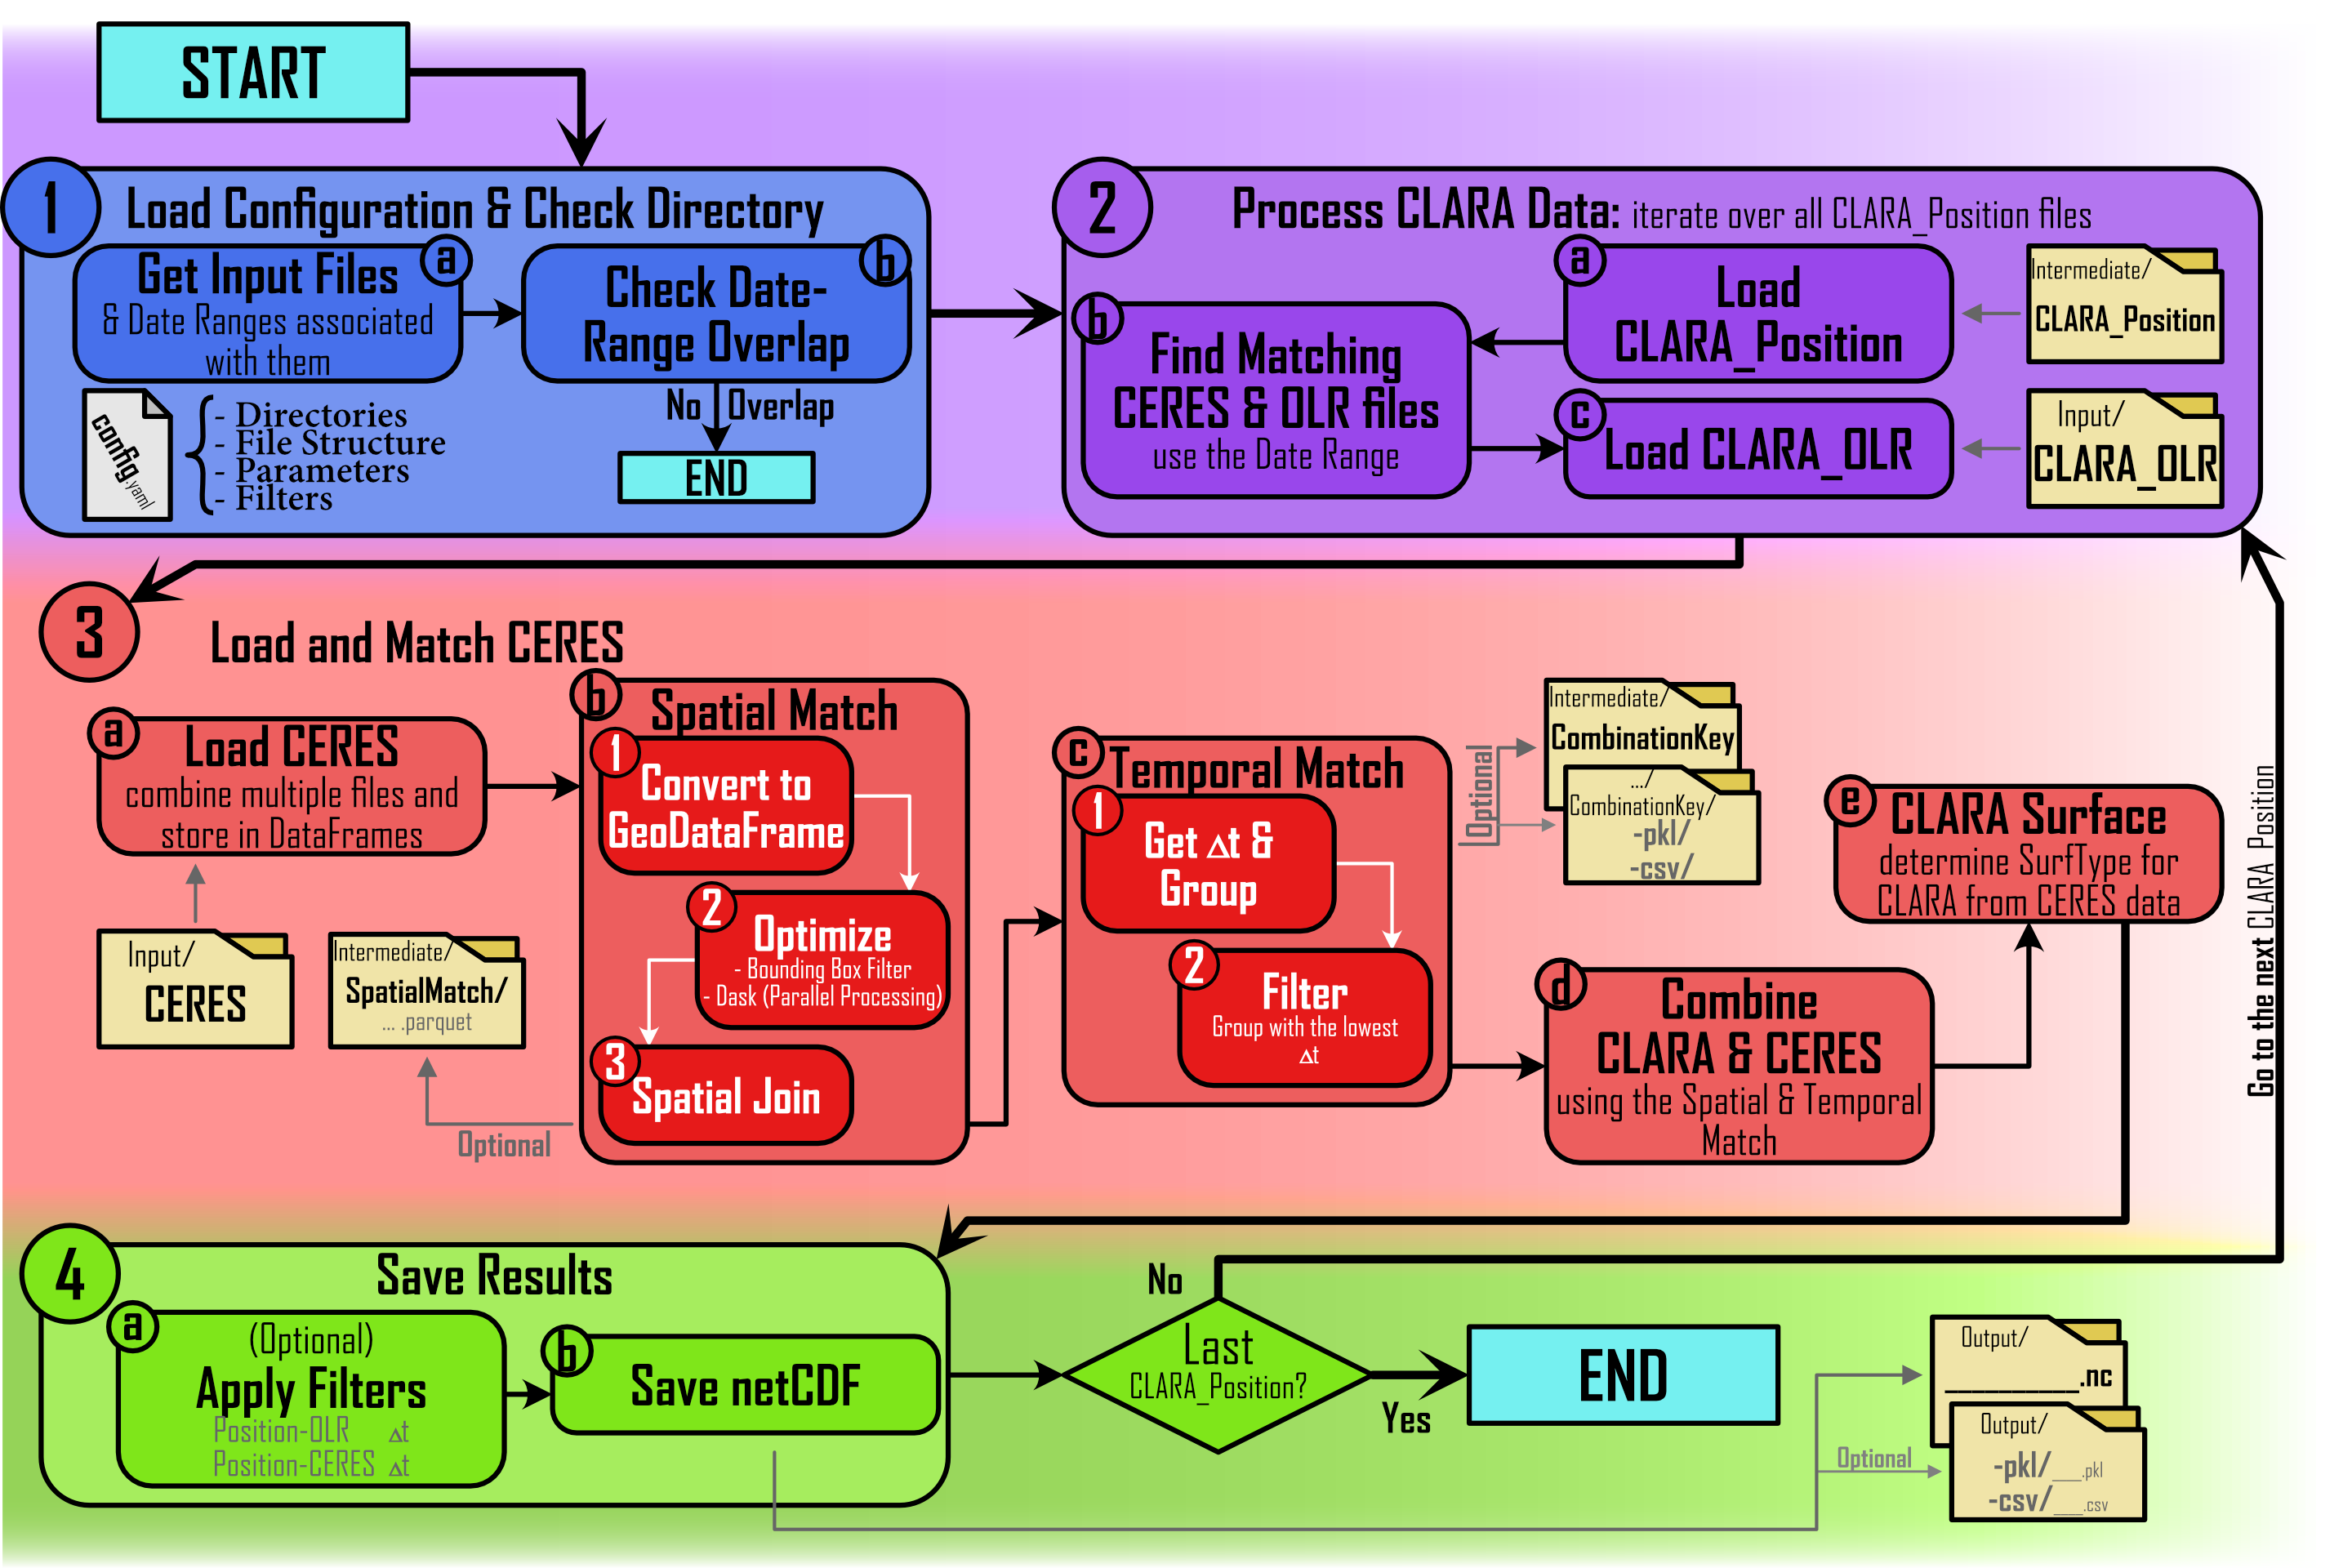 START
1
Load Configuration & Check Directory
a
Get Input Files
& Date Ranges associated
with them
b
Check Date-
Range Overlap
No Overlap
END
config.yaml
- Directories
- File Structure
- Parameters
- Filters
2
Process CLARA Data: iterate over all CLARA_Position files
a
Load
CLARA_Position
Intermediate/
CLARA_Position
b
Find Matching
CERES & OLR files
use the Date Range
c
Load CLARA_OLR
Input/
CLARA_OLR
3
Load and Match CERES
a
Load CERES
combine multiple files and
store in DataFrames
Input/
CERES
Intermediate/
SpatialMatch/
... .parquet
Optional
b
Spatial Match
1
Convert to
GeoDataFrame
2
Optimize
- Bounding Box Filter
- Dask (Parallel Processing)
3
Spatial Join
c
Temporal Match
1
Get Δt &
Group
2
Filter
Group with the lowest
Δt
Optional
Intermediate/
CombinationKey
.../
CombinationKey/
-pkl/
-csv/
d
Combine
CLARA & CERES
using the Spatial & Temporal
Match
e
CLARA Surface
determine SurfType for
CLARA from CERES data
Go to the next CLARA Position
4
Save Results
a
(Optional)
Apply Filters
Position-OLR Δt
Position-CERES Δt
b
Save netCDF
Last
CLARA_Position?
No
Yes
END
Output/
__________.nc
Optional
Output/
-pkl/___.pkl
-csv/___.csv